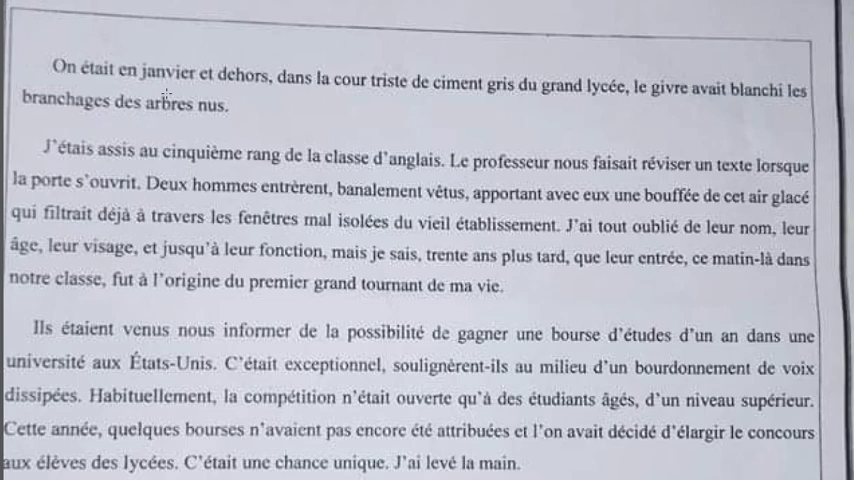 On était en janvier et dehors, dans la cour triste de ciment gris du grand lycée, le givre avait blanchi les
branchages des arbres nus.
J'étais assis au cinquième rang de la classe d'anglais. Le professeur nous faisait réviser un texte lorsque
la porte s'ouvrit. Deux hommes entrèrent, banalement vêtus, apportant avec eux une bouffée de cet air glacé
qui filtrait déjà à travers les fenêtres mal isolées du vieil établissement. J'ai tout oublié de leur nom, leur
âge, leur visage, et jusqu'à leur fonction, mais je sais, trente ans plus tard, que leur entrée, ce matin-là dans
notre classe, fut à l'origine du premier grand tournant de ma vie.
Ils étaient venus nous informer de la possibilité de gagner une bourse d'études d'un an dans une
université aux États-Unis. C'était exceptionnel, soulignèrent-ils au milieu d'un bourdonnement de voix
dissipées. Habituellement, la compétition n'était ouverte qu'à des étudiants âgés, d'un niveau supérieur.
Cette année, quelques bourses n'avaient pas encore été attribuées et l'on avait décidé d'élargir le concours
aux élèves des lycées. C'était une chance unique. J'ai levé la main.